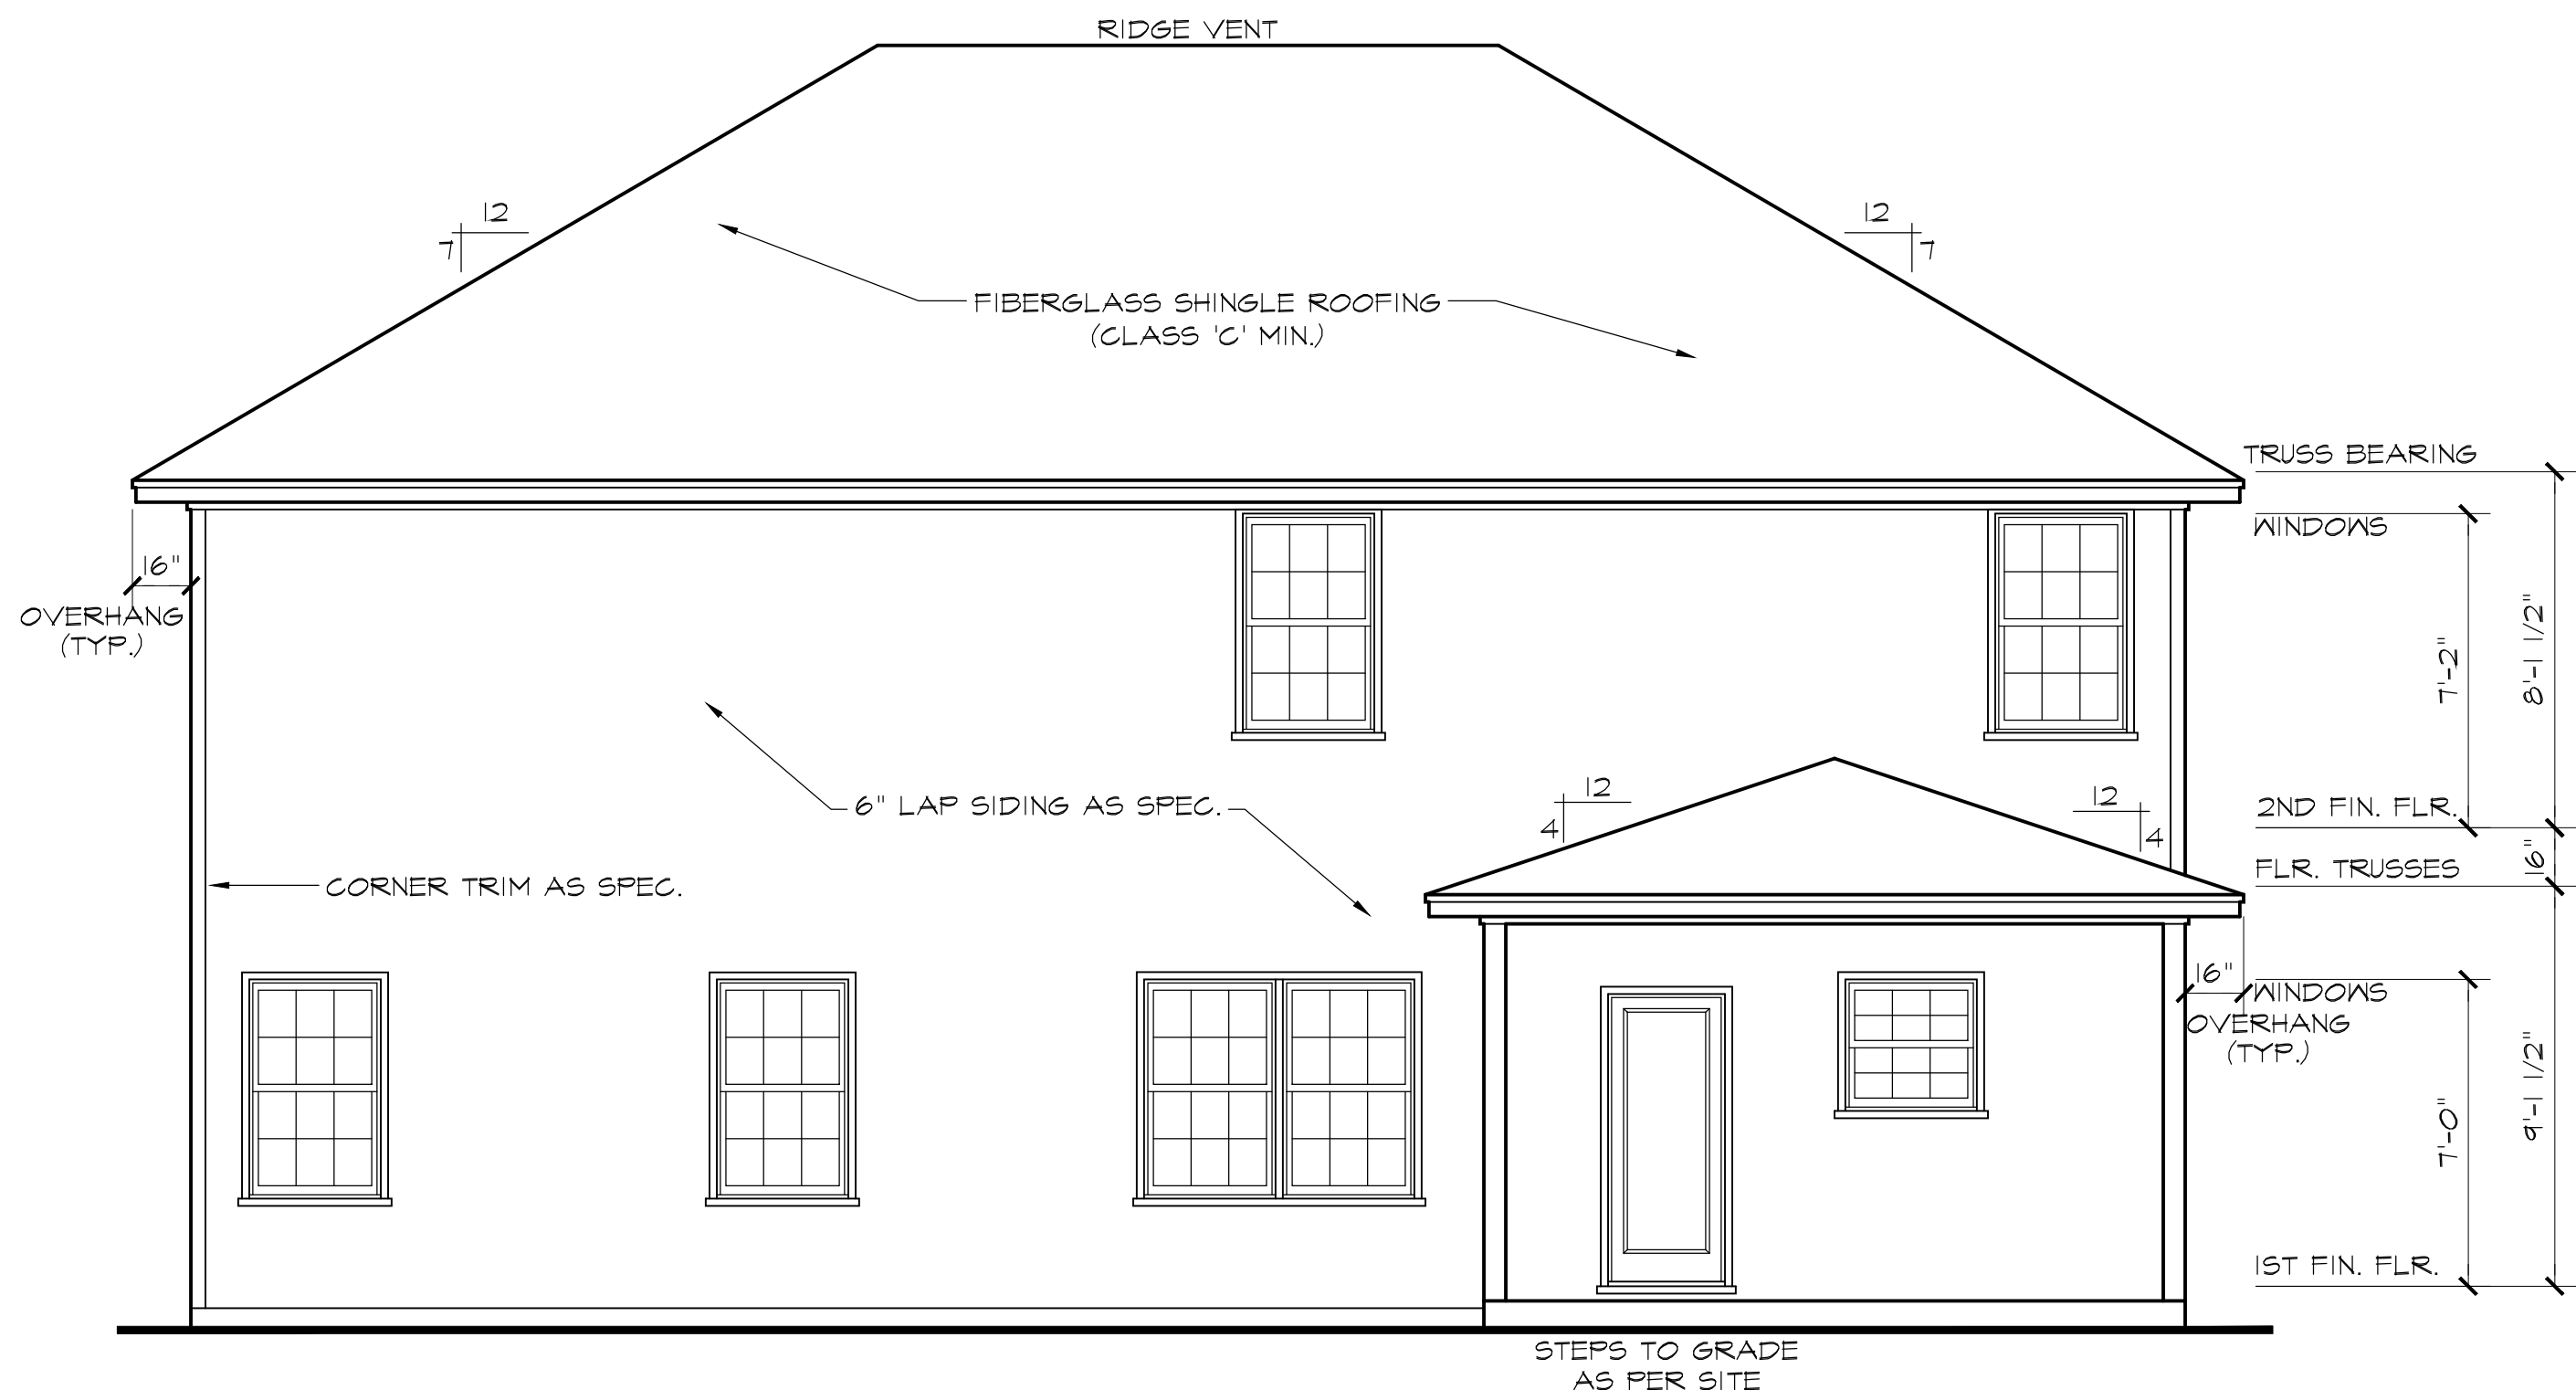 RIDGE VENT
12
7
12
7
FIBERGLASS SHINGLE ROOFING
(CLASS 'C' MIN.)
TRUSS BEARING
WINDOWS
16"
OVERHANG
(TYP.)
7'-2"
8'-1 1/2"
6" LAP SIDING AS SPEC.
12
4
12
4
2ND FIN. FLR.
FLR. TRUSSES
16"
CORNER TRIM AS SPEC.
16"
WINDOWS
OVERHANG
(TYP.)
7'-0"
9'-1 1/2"
1ST FIN. FLR.
STEPS TO GRADE
AS PER SITE